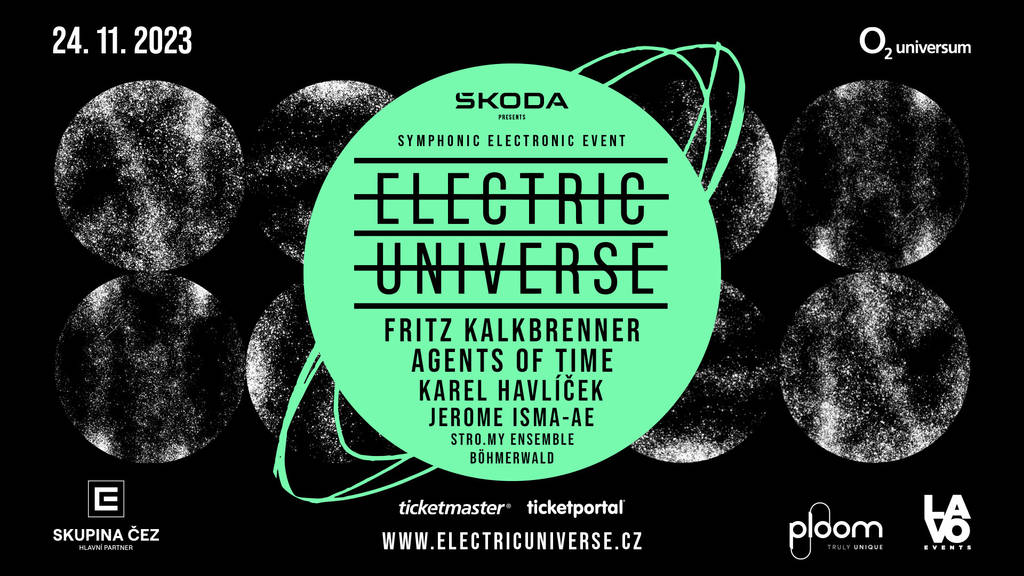 24. 11. 2023
O2 universum
ŠKODA
PRESENTS
SYMPHONIC ELECTRONIC EVENT
ELECTRIC
UNIVERSE
FRITZ KALKBRENNER
AGENTS OF TIME
KAREL HAVLÍČEK
JEROME ISMA-AE
STRO.MY ENSEMBLE
BÖHMERWALD
SKUPINA ČEZ
HLAVNÍ PARTNER
ticketmaster® ticketportal
WWW.ELECTRICUNIVERSE.CZ
ploom
TRULY UNIQUE
LA
VO
EVENTS